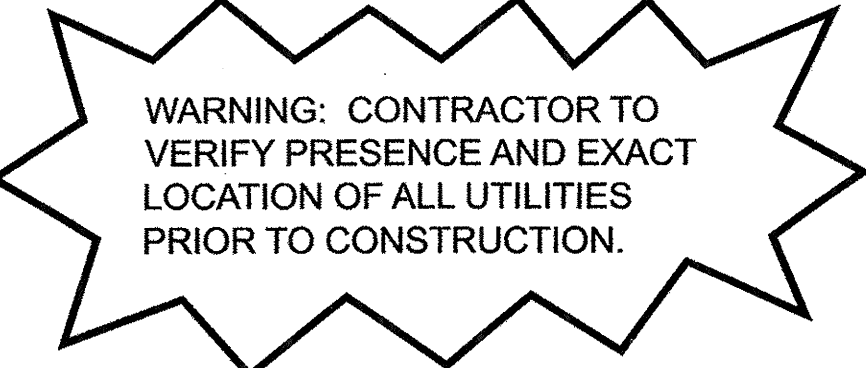 WARNING: CONTRACTOR TO
VERIFY PRESENCE AND EXACT
LOCATION OF ALL UTILITIES
PRIOR TO CONSTRUCTION.